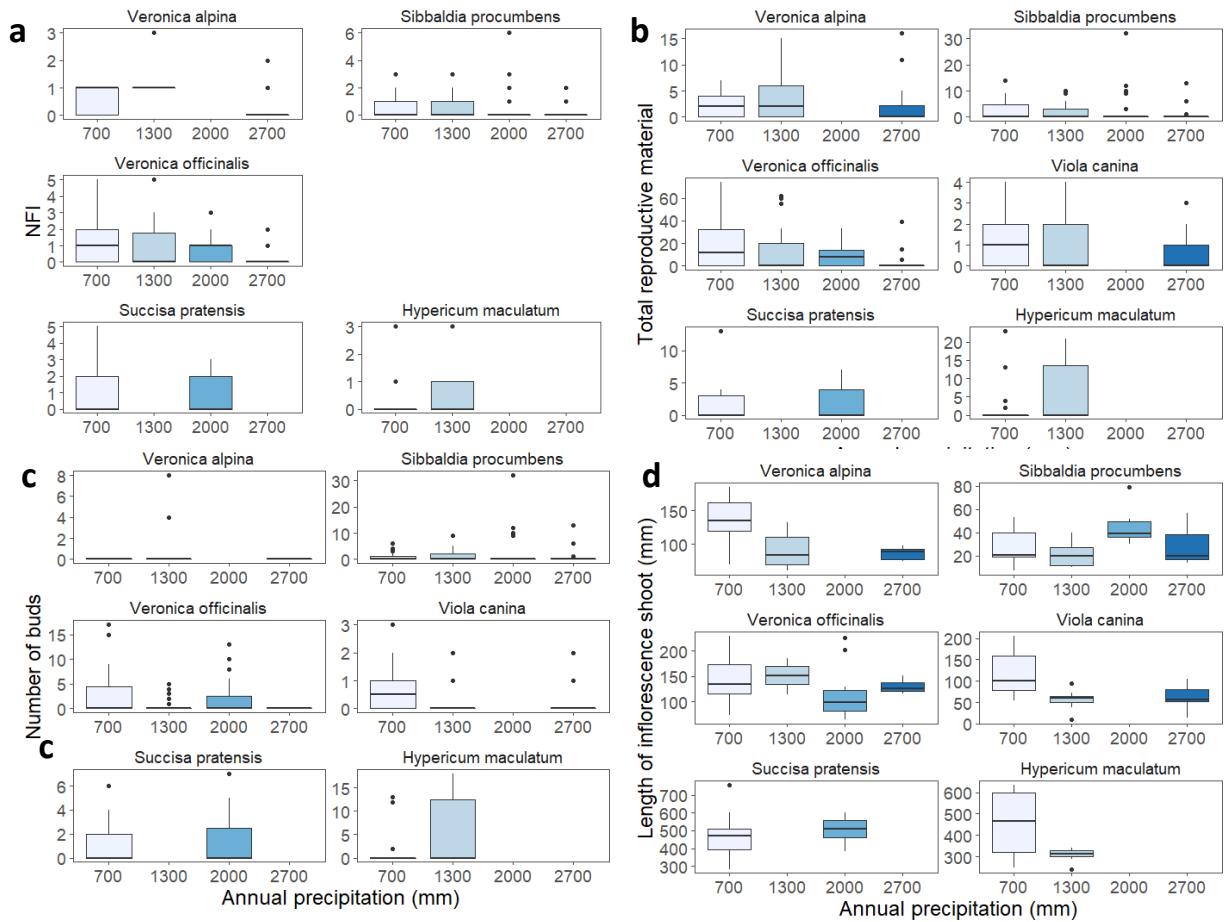 a
Veronica alpina
Sibbaldia procumbens
3
2
1
0
700 1300 2000 2700
6
4
2
0
700 1300 2000 2700
Veronica officinalis
5
4
3
2
1
0
700 1300 2000 2700
NFI
Succisa pratensis
Hypericum maculatum
5
4
3
2
1
0
700 1300 2000 2700
3
2
1
0
700 1300 2000 2700
b
Veronica alpina
Sibbaldia procumbens
15
10
5
0
700 1300 2000 2700
30
20
10
0
700 1300 2000 2700
Veronica officinalis
Viola canina
60
40
20
0
700 1300 2000 2700
4
3
2
1
0
700 1300 2000 2700
Total reproductive material
Succisa pratensis
Hypericum maculatum
10
5
0
700 1300 2000 2700
20
15
10
5
0
700 1300 2000 2700
c
Veronica alpina
Sibbaldia procumbens
8
6
4
2
0
700 1300 2000 2700
30
20
10
0
700 1300 2000 2700
Veronica officinalis
Viola canina
15
10
5
0
700 1300 2000 2700
3
2
1
0
700 1300 2000 2700
Number of buds
c
Succisa pratensis
Hypericum maculatum
6
4
2
0
700 1300 2000 2700
15
10
5
0
700 1300 2000 2700
Annual precipitation (mm)
d
Veronica alpina
Sibbaldia procumbens
150
100
700 1300 2000 2700
80
60
40
20
700 1300 2000 2700
Veronica officinalis
Viola canina
200
150
100
700 1300 2000 2700
200
150
100
50
0
700 1300 2000 2700
Length of inflorescence shoot (mm)
Succisa pratensis
Hypericum maculatum
700
600
500
400
300
700 1300 2000 2700
600
500
400
300
700 1300 2000 2700
Annual precipitation (mm)